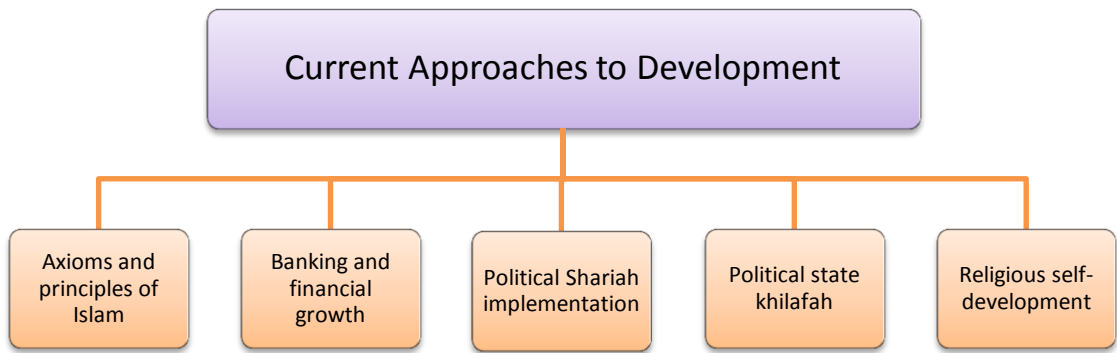 Current Approaches to Development
Axioms and
principles of
Islam
Banking and
financial
growth
Political Shariah
implementation
Political state
khilafah
Religious self-
development